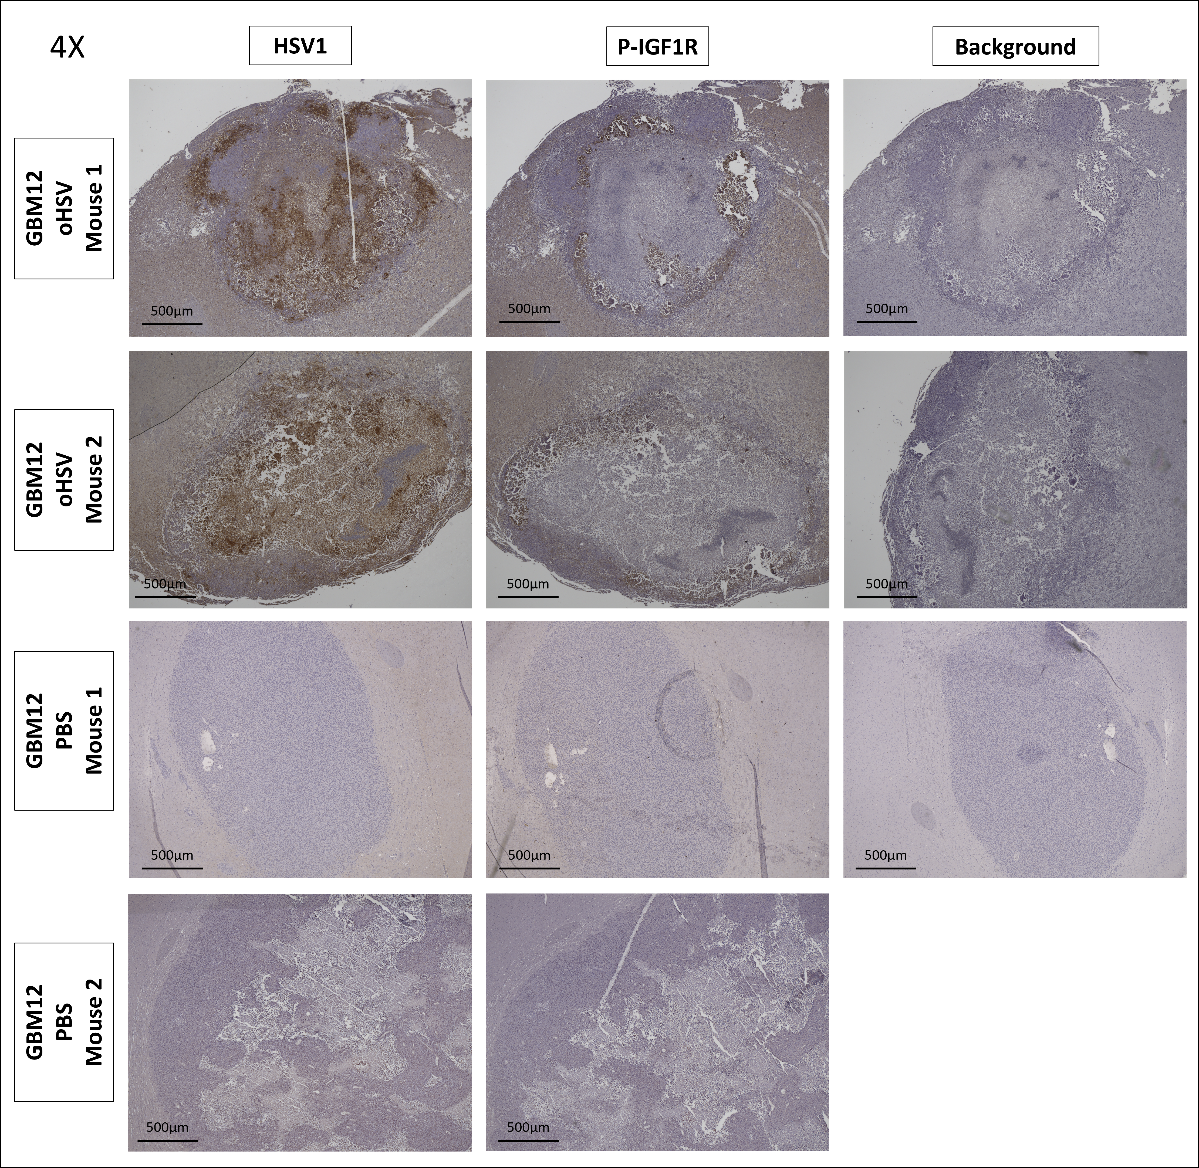 4X
HSV1
P-IGF1R
Background
GBM12
oHSV
Mouse 1
500μm
500μm
500μm
GBM12
oHSV
Mouse 2
500μm
500μm
500μm
GBM12
PBS
Mouse 1
500μm
500μm
500μm
GBM12
PBS
Mouse 2
500μm
500μm